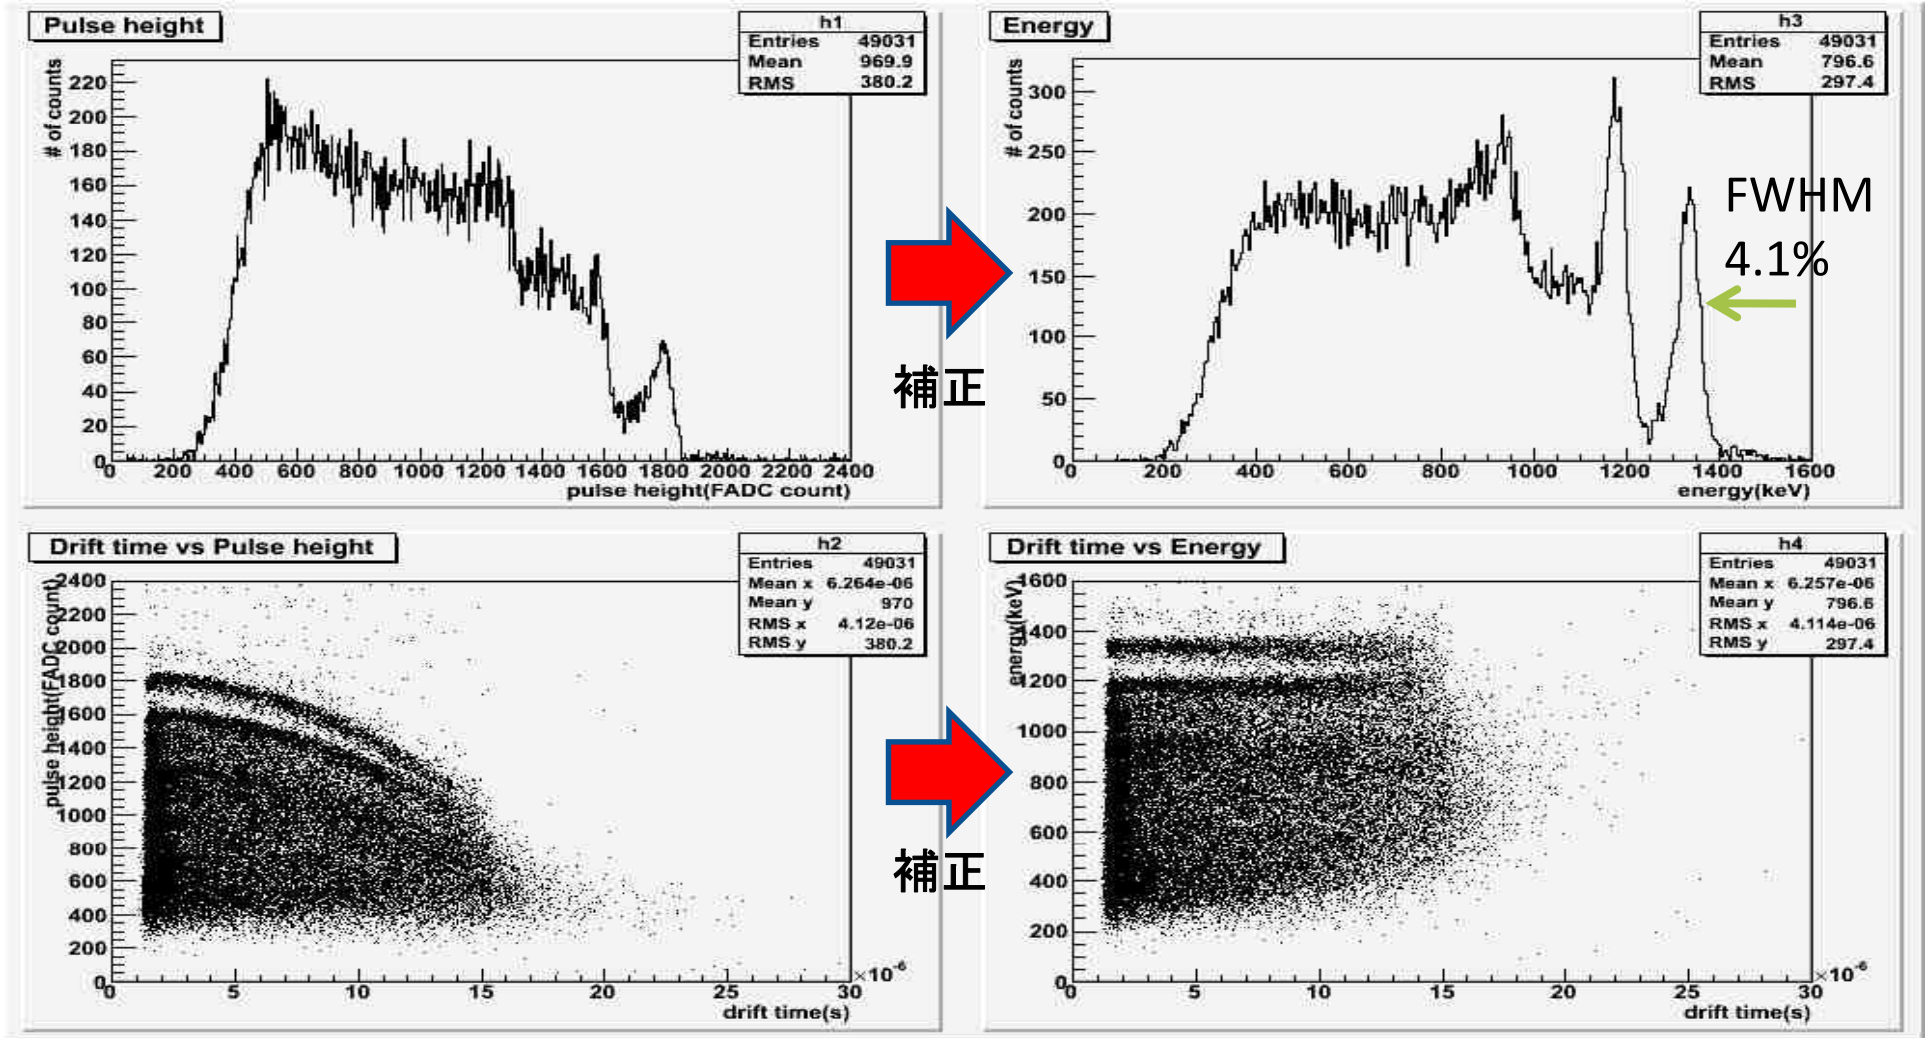 Pulse height
h1
Entries 49031
Mean 969.9
RMS 380.2
# of counts
220
200
180
160
140
120
100
80
60
40
20
0
0 200 400 600 800 1000 1200 1400 1600 1800 2000 2200 2400
pulse height(FADC count)
補正
Energy
h3
Entries 49031
Mean 796.6
RMS 297.4
# of counts
300
250
200
150
100
50
0
0 200 400 600 800 1000 1200 1400 1600
energy(keV)
FWHM
4.1%
Drift time vs Pulse height
h2
Entries 49031
Mean x 6.264e-06
Mean y 970
RMS x 4.12e-06
RMS y 380.2
pulse height(FADC count)
2400
2200
2000
1800
1600
1400
1200
1000
800
600
400
200
0
0 5 10 15 20 25 30
×10-6
drift time(s)
補正
Drift time vs Energy
h4
Entries 49031
Mean x 6.257e-06
Mean y 796.6
RMS x 4.114e-06
RMS y 297.4
energy(keV)
1600
1400
1200
1000
800
600
400
200
0
0 5 10 15 20 25 30
×10-6
drift time(s)